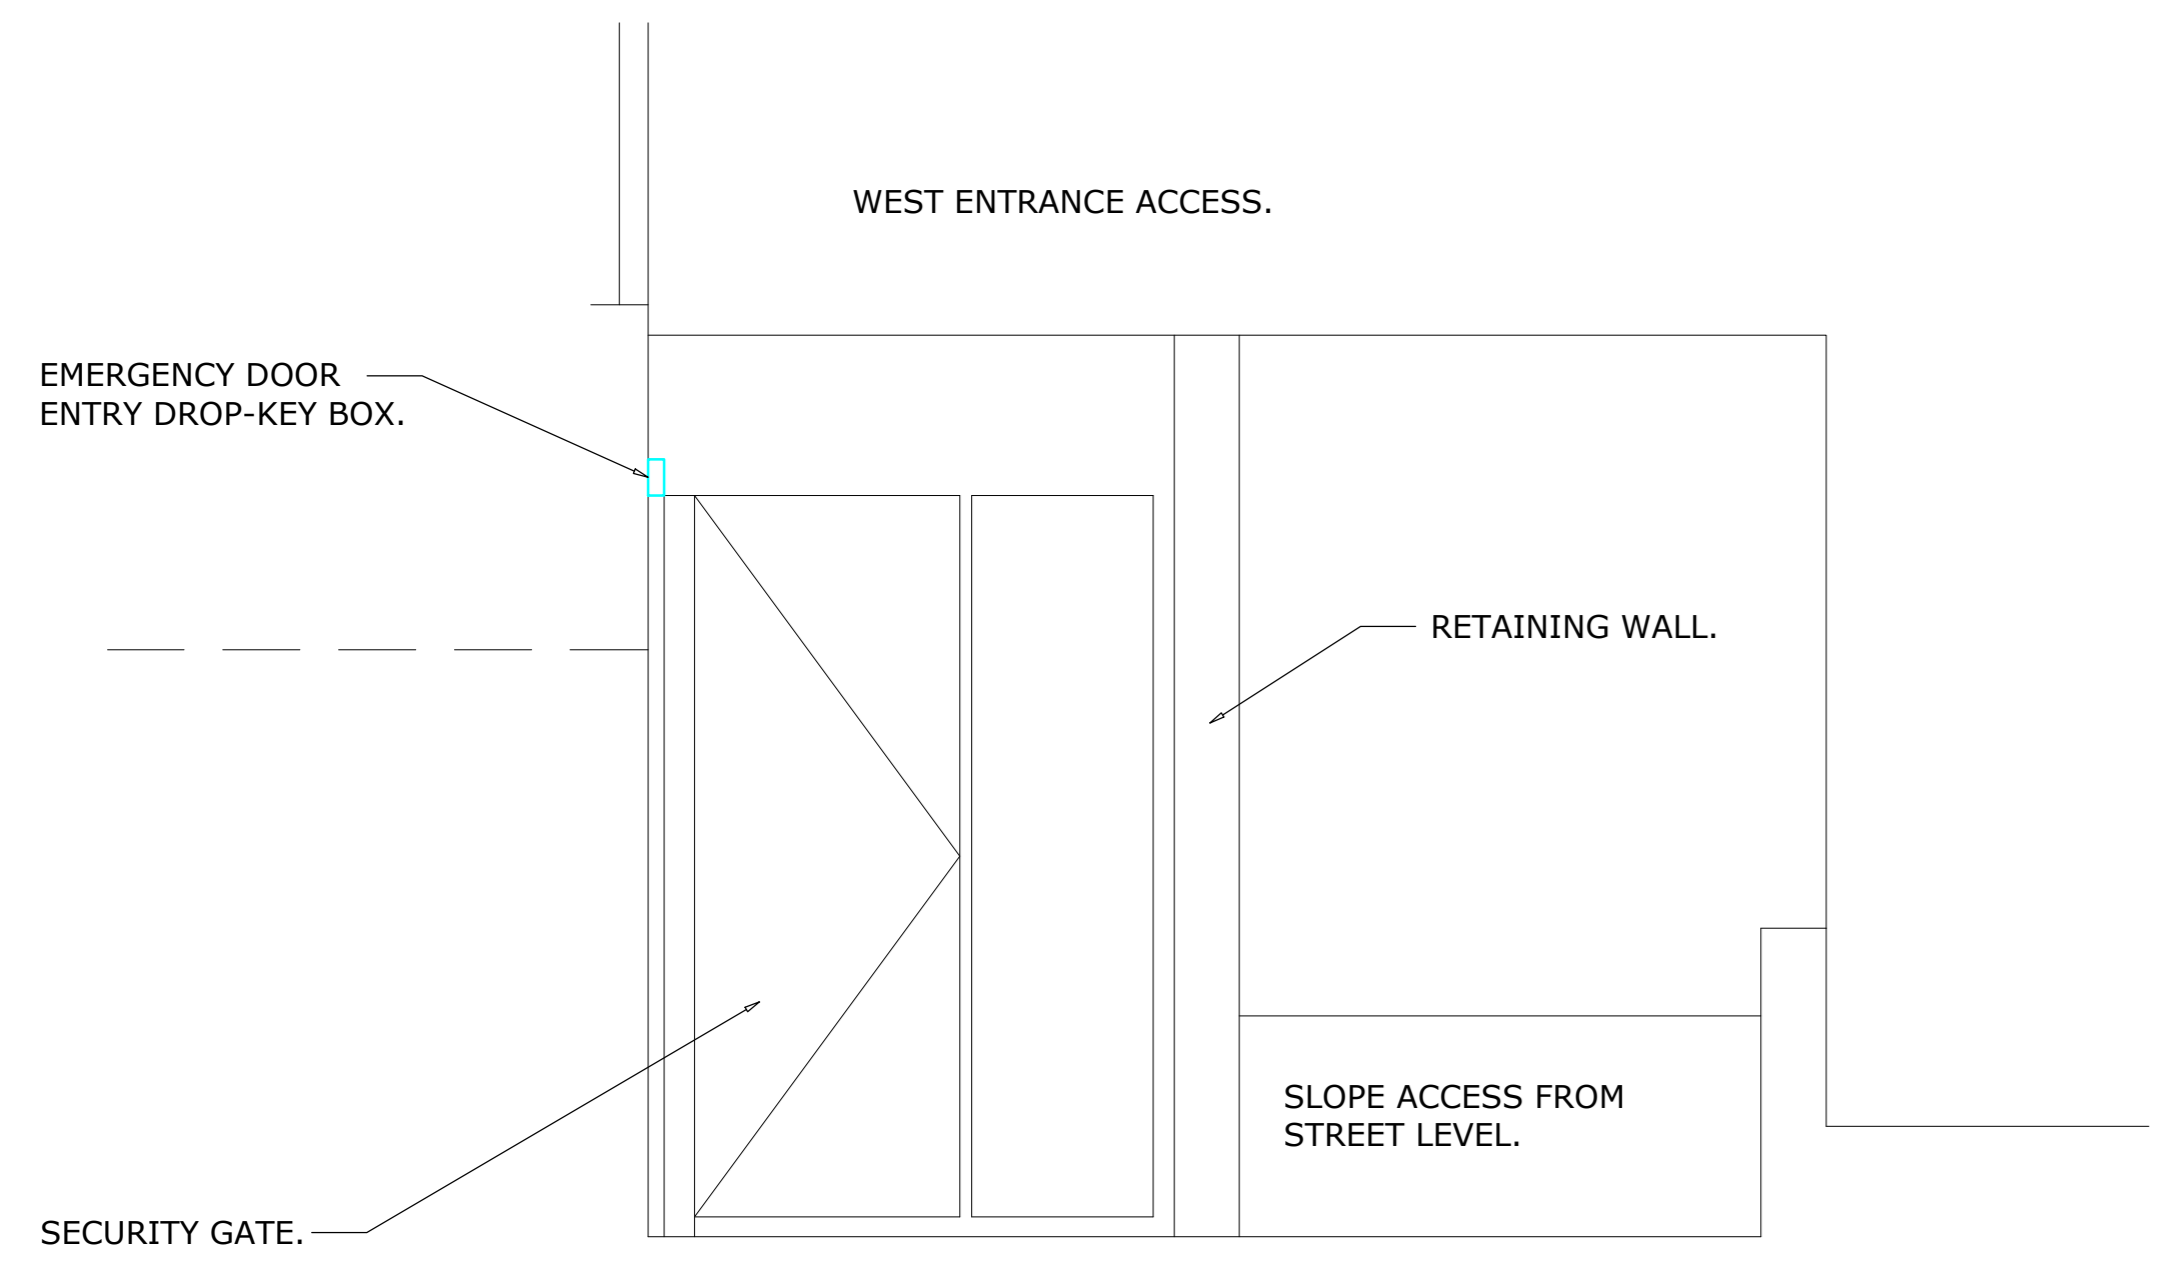 WEST ENTRANCE ACCESS.
EMERGENCY DOOR
ENTRY DROP-KEY BOX.
RETAINING WALL.
SLOPE ACCESS FROM
STREET LEVEL.
SECURITY GATE.